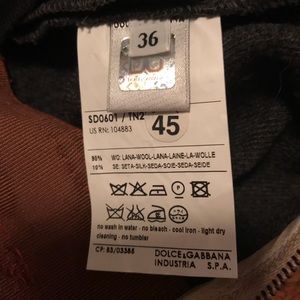 36
SD0601 / TN2
US RN: 104883
45
90% WO: LANA-WOOL-LANA-LAINE-LA-WOLLE
10% SE: SETA-SILK-SEDA-SOIE-SEDA-SEIDE
no wash in water - no bleach - cool iron - light dry
cleaning - no tumbler
CP: 83/03385
DOLCE&GABBANA
INDUSTRIA S.P.A.